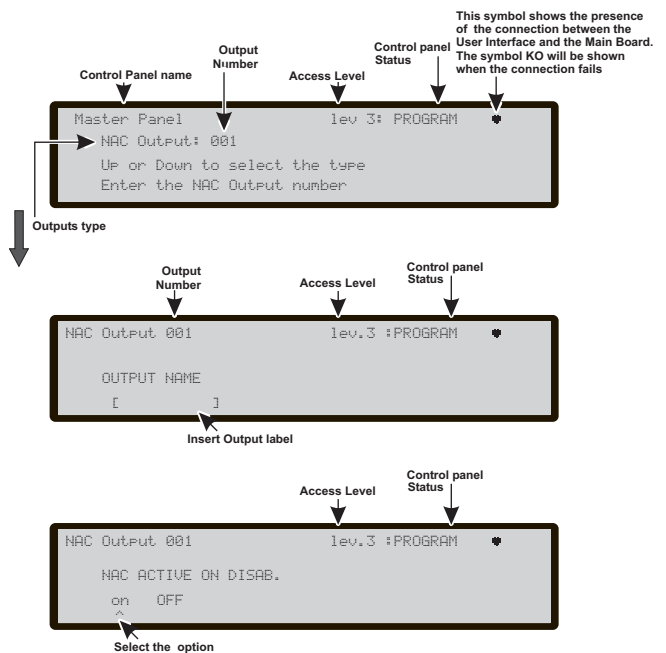 This symbol shows the presence
of the connection between the
User Interface and the Main Board.
The symbol KO will be shown
when the connection fails
Output
Number
Control panel
Status
Control Panel name
Access Level
Master Panel lev 3: PROGRAM ♥
NAC Output: 001
Up or Down to select the type
Enter the NAC Output number
Outputs type
Output
Number
Access Level
Control panel
Status
NAC Output 001 lev.3 :PROGRAM ♥
OUTPUT NAME
[ ]
Insert Output label
Access Level
Control panel
Status
NAC Output 001 lev.3 :PROGRAM ♥
NAC ACTIVE ON DISAB.
on OFF
^
Select the option